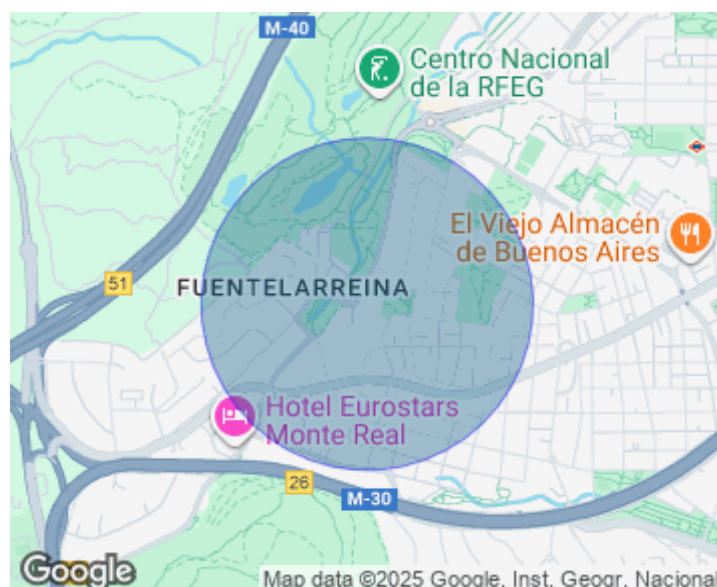 M-40
Centro Nacional
de la RFEG
El Viejo Almacén
de Buenos Aires
51
FUENTELARREINA
Hotel Eurostars
Monte Real
26
M-30
Google
Map data ©2025 Google, Inst. Geogr. Nacional